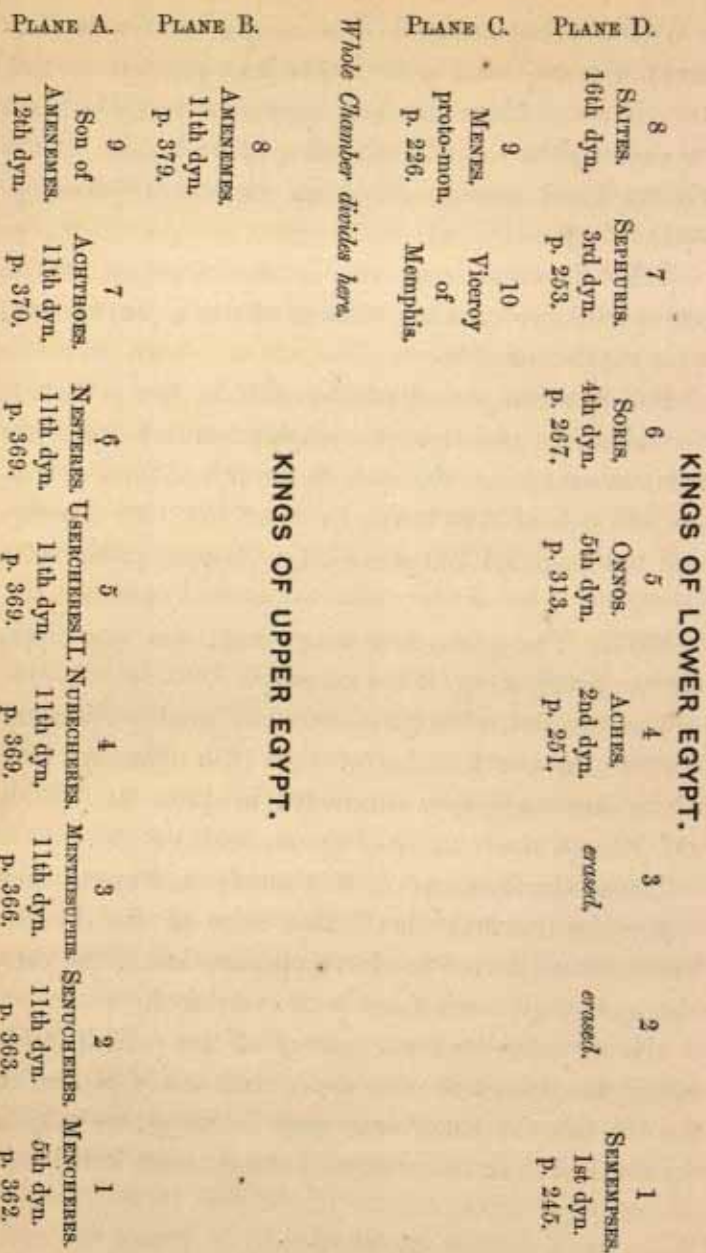 KINGS OF LOWER EGYPT.
PLANE D.
8 7 6 5 4 3 2 1
SAITES. SEPHURIS. SORIS. ONNOS. ACHES. erased. erased. SEMEMPSES.
16th dyn. 3rd dyn. 4th dyn. 5th dyn. 2nd dyn. 1st dyn.
p. 253. p. 267. p. 313. p. 251. p. 245.
PLANE C.
9 10
MENES, Viceroy
proto-mon. of
p. 226. Memphis.
Whole Chamber divides here.
KINGS OF UPPER EGYPT.
PLANE B.
8
AMENEMES.
11th dyn.
p. 379.
PLANE A.
9 7 6 5 4 3 2 1
Son of ACHTHOES. NESTERES. USERCHERES II. NUBECHERES. MENTHESUPHIS. SENUCHERES. MENCHERES.
AMENEMES. 11th dyn. 11th dyn. 11th dyn. 11th dyn. 11th dyn. 11th dyn. 5th dyn.
12th dyn. p. 370. p. 369. p. 369. p. 369. p. 366. p. 363. p. 362.